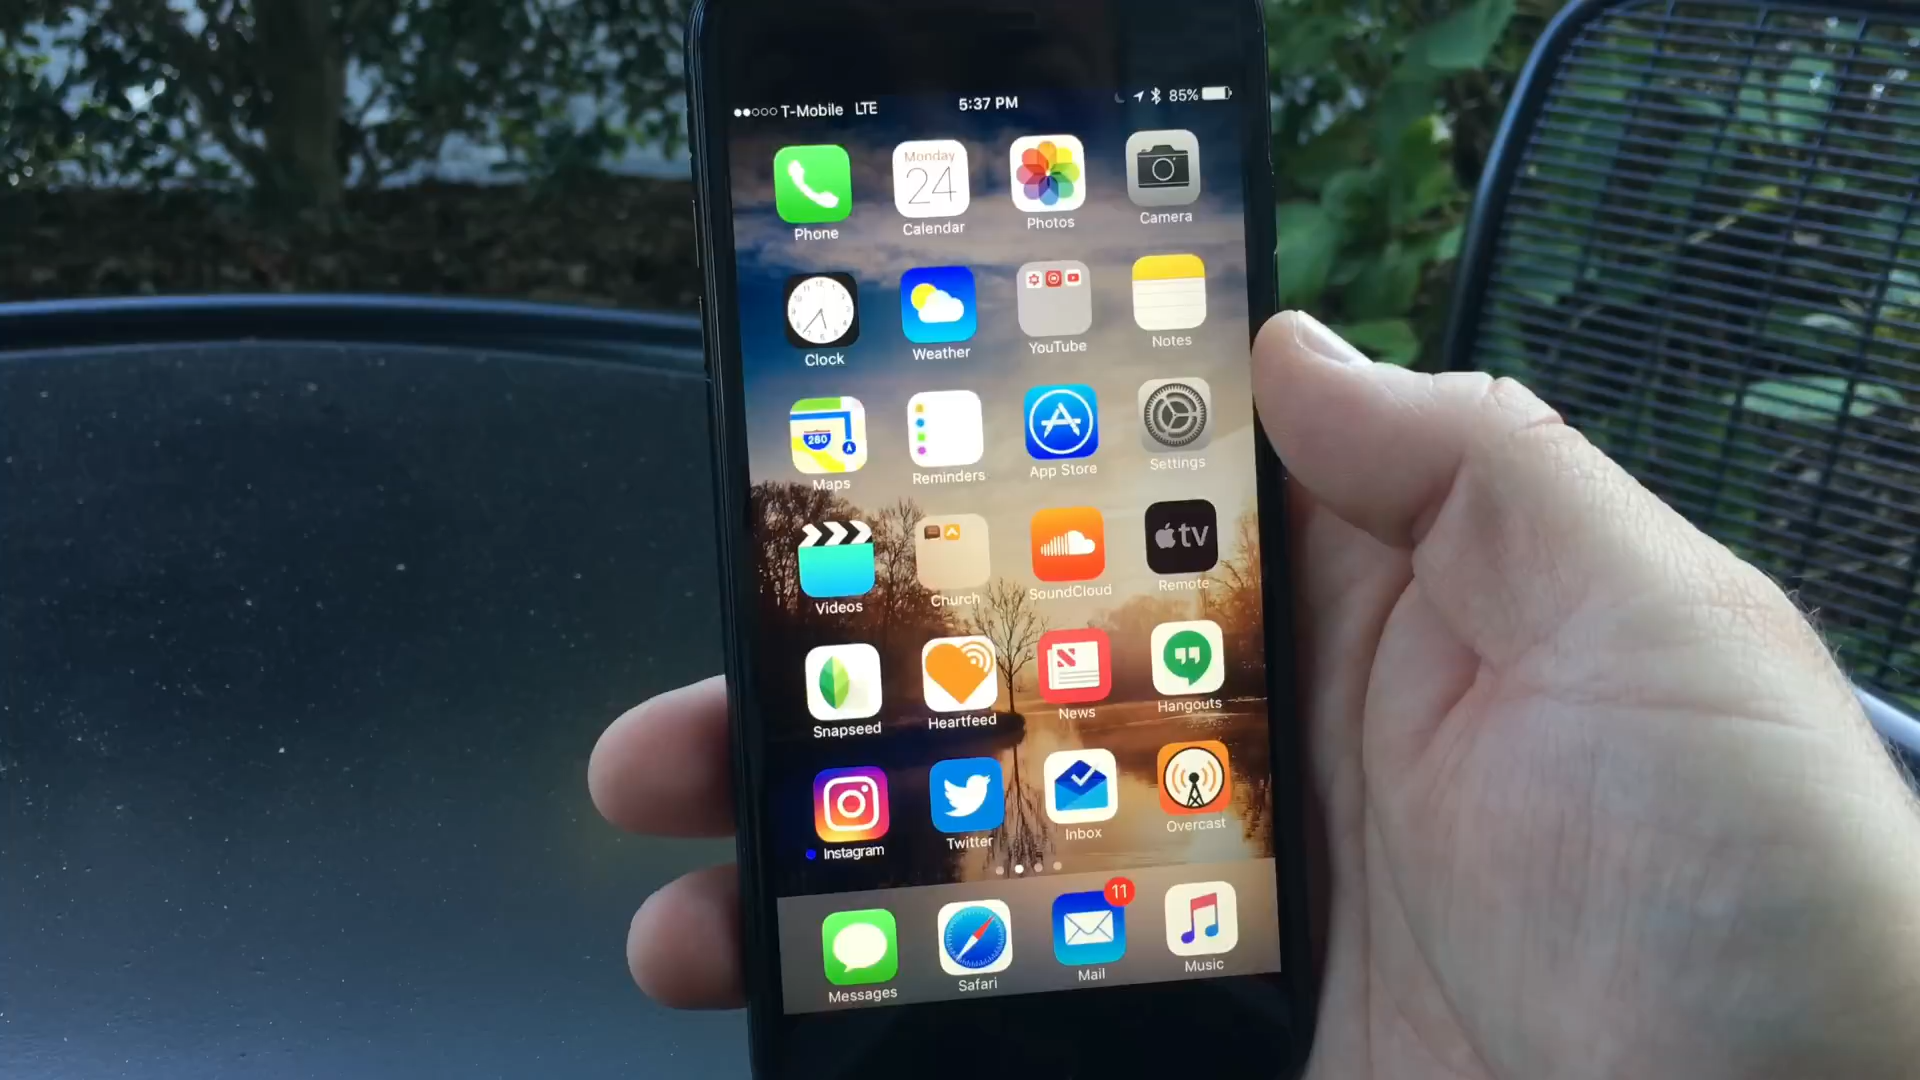 T-Mobile LTE 5:37 PM 85%
Monday
24
Phone Calendar Photos Camera
Clock Weather YouTube Notes
280
Maps Reminders App Store Settings
tv
Videos Church SoundCloud Remote
Snapseed Heartfeed News Hangouts
Instagram Twitter Inbox Overcast
11
Messages Safari Mail Music